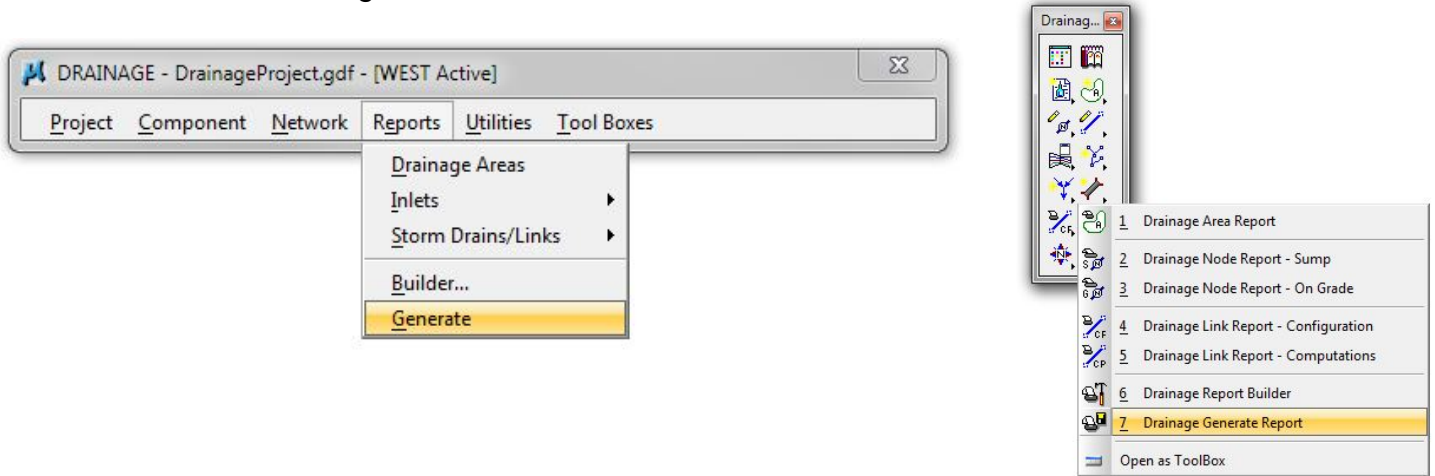 DRAINAGE - DrainageProject.gdf - [WEST Active]
Project Component Network Reports Utilities Tool Boxes
Drainage Areas
Inlets
Storm Drains/Links
Builder...
Generate
Drainag...
1 Drainage Area Report
2 Drainage Node Report - Sump
3 Drainage Node Report - On Grade
4 Drainage Link Report - Configuration
5 Drainage Link Report - Computations
6 Drainage Report Builder
7 Drainage Generate Report
Open as ToolBox